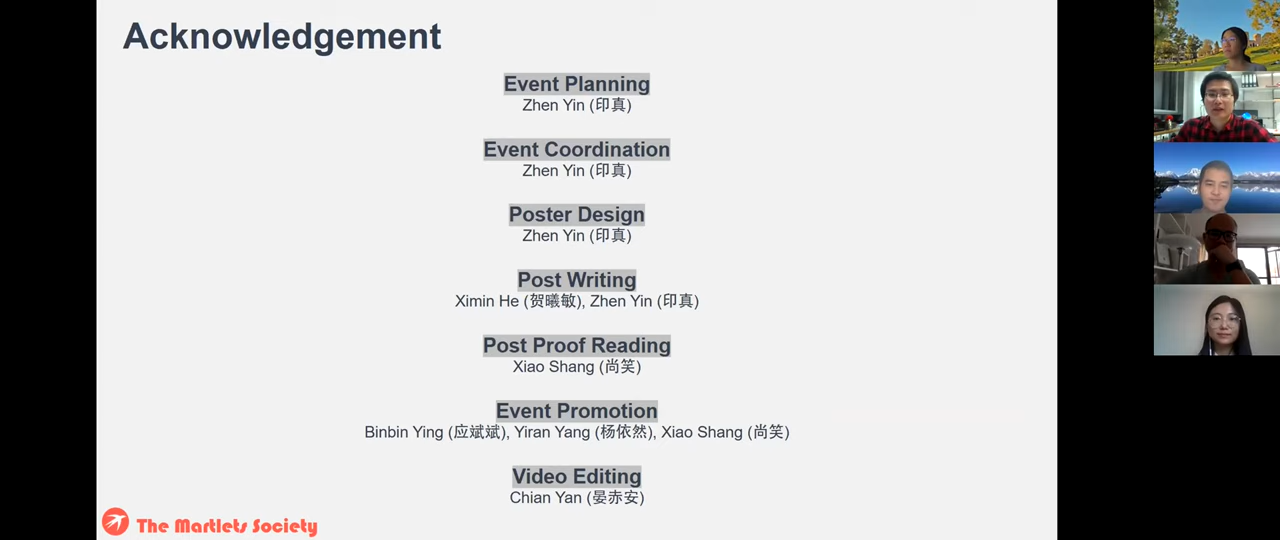 Acknowledgement
Event Planning
Zhen Yin (印真)
Event Coordination
Zhen Yin (印真)
Poster Design
Zhen Yin (印真)
Post Writing
Ximin He (贺曦敏), Zhen Yin (印真)
Post Proof Reading
Xiao Shang (尚笑)
Event Promotion
Binbin Ying (应斌斌), Yiran Yang (杨依然), Xiao Shang (尚笑)
Video Editing
Chian Yan (晏赤安)
The Martlets Society